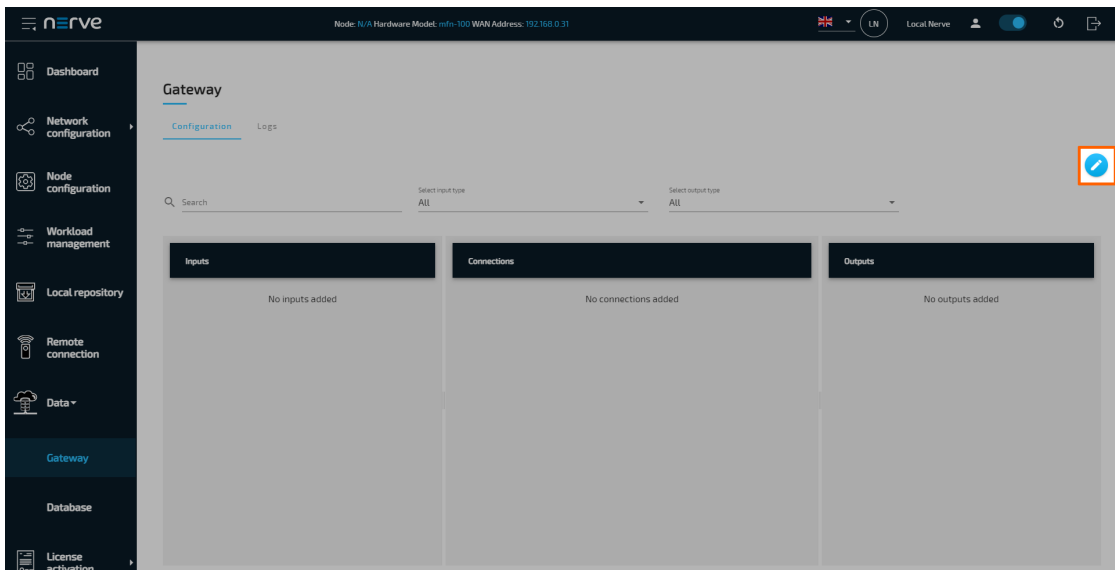 nerve
Node: N/A Hardware Model: mfn-100 WAN Address: 192.168.0.31
LN
Local Nerve
Dashboard
Network
configuration
Node
configuration
Workload
management
Local repository
Remote
connection
Data
Gateway
Database
License
activation
Gateway
Configuration
Logs
Search
Select input type
All
Select output type
All
Inputs
Connections
Outputs
No inputs added
No connections added
No outputs added